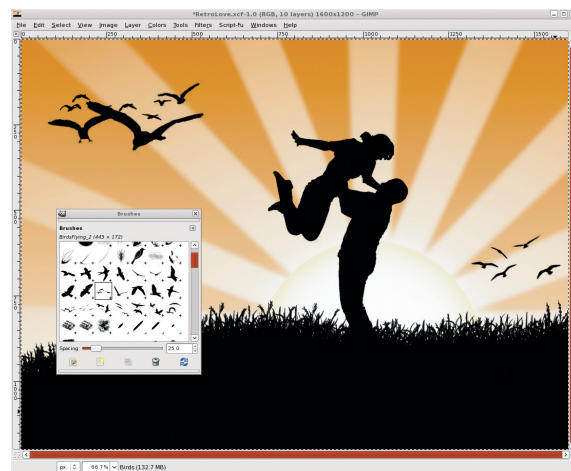 *RetroLove.xcf-1.0 (RGB, 10 layers) 1600x1200 – GIMP
File Edit Select View Image Layer Colors Tools Filters Script-fu Windows Help
0 250 500 750 1000 1250 1500
Brushes
Brushes
BirdsFlying_2 (445 × 172)
Spacing: 25.0
px 66.7% Birds (132.7 MB)